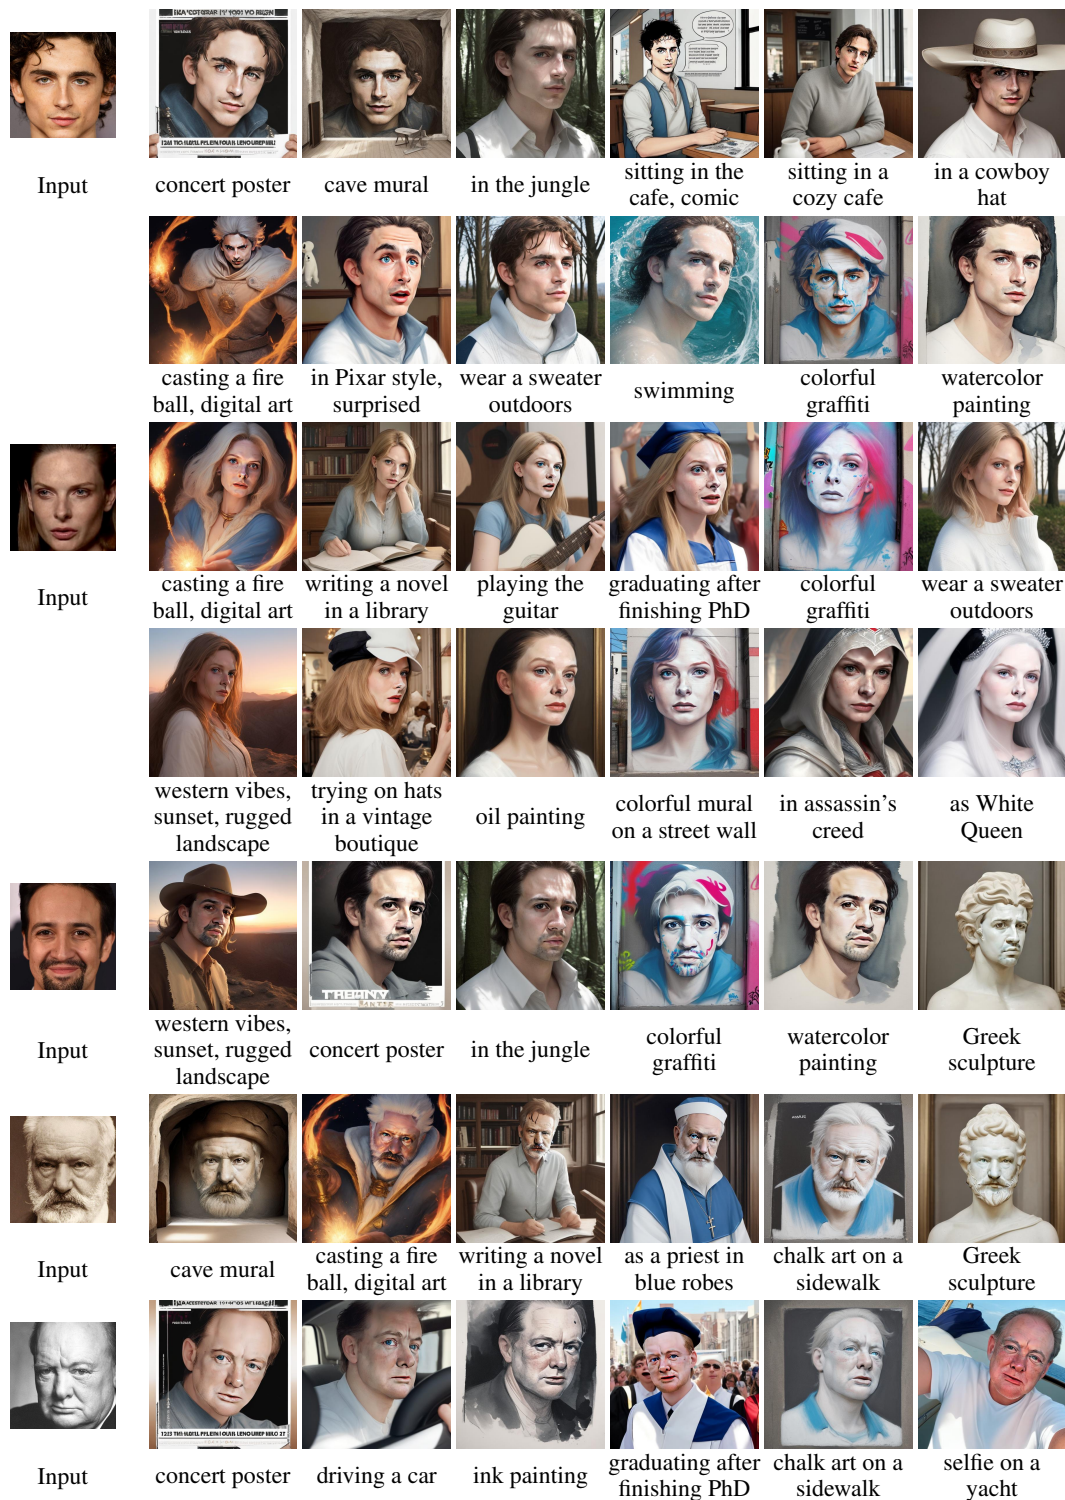 Input
concert poster
cave mural
in the jungle
sitting in the
cafe, comic
sitting in a
cozy cafe
in a cowboy
hat
casting a fire
ball, digital art
in Pixar style,
surprised
wear a sweater
outdoors
swimming
colorful
graffiti
watercolor
painting
Input
casting a fire
ball, digital art
writing a novel
in a library
playing the
guitar
graduating after
finishing PhD
colorful
graffiti
wear a sweater
outdoors
western vibes,
sunset, rugged
landscape
trying on hats
in a vintage
boutique
oil painting
colorful mural
on a street wall
in assassin's
creed
as White
Queen
Input
western vibes,
sunset, rugged
landscape
concert poster
in the jungle
colorful
graffiti
watercolor
painting
Greek
sculpture
Input
cave mural
casting a fire
ball, digital art
writing a novel
in a library
as a priest in
blue robes
chalk art on a
sidewalk
Greek
sculpture
Input
concert poster
driving a car
ink painting
graduating after
finishing PhD
chalk art on a
sidewalk
selfie on a
yacht